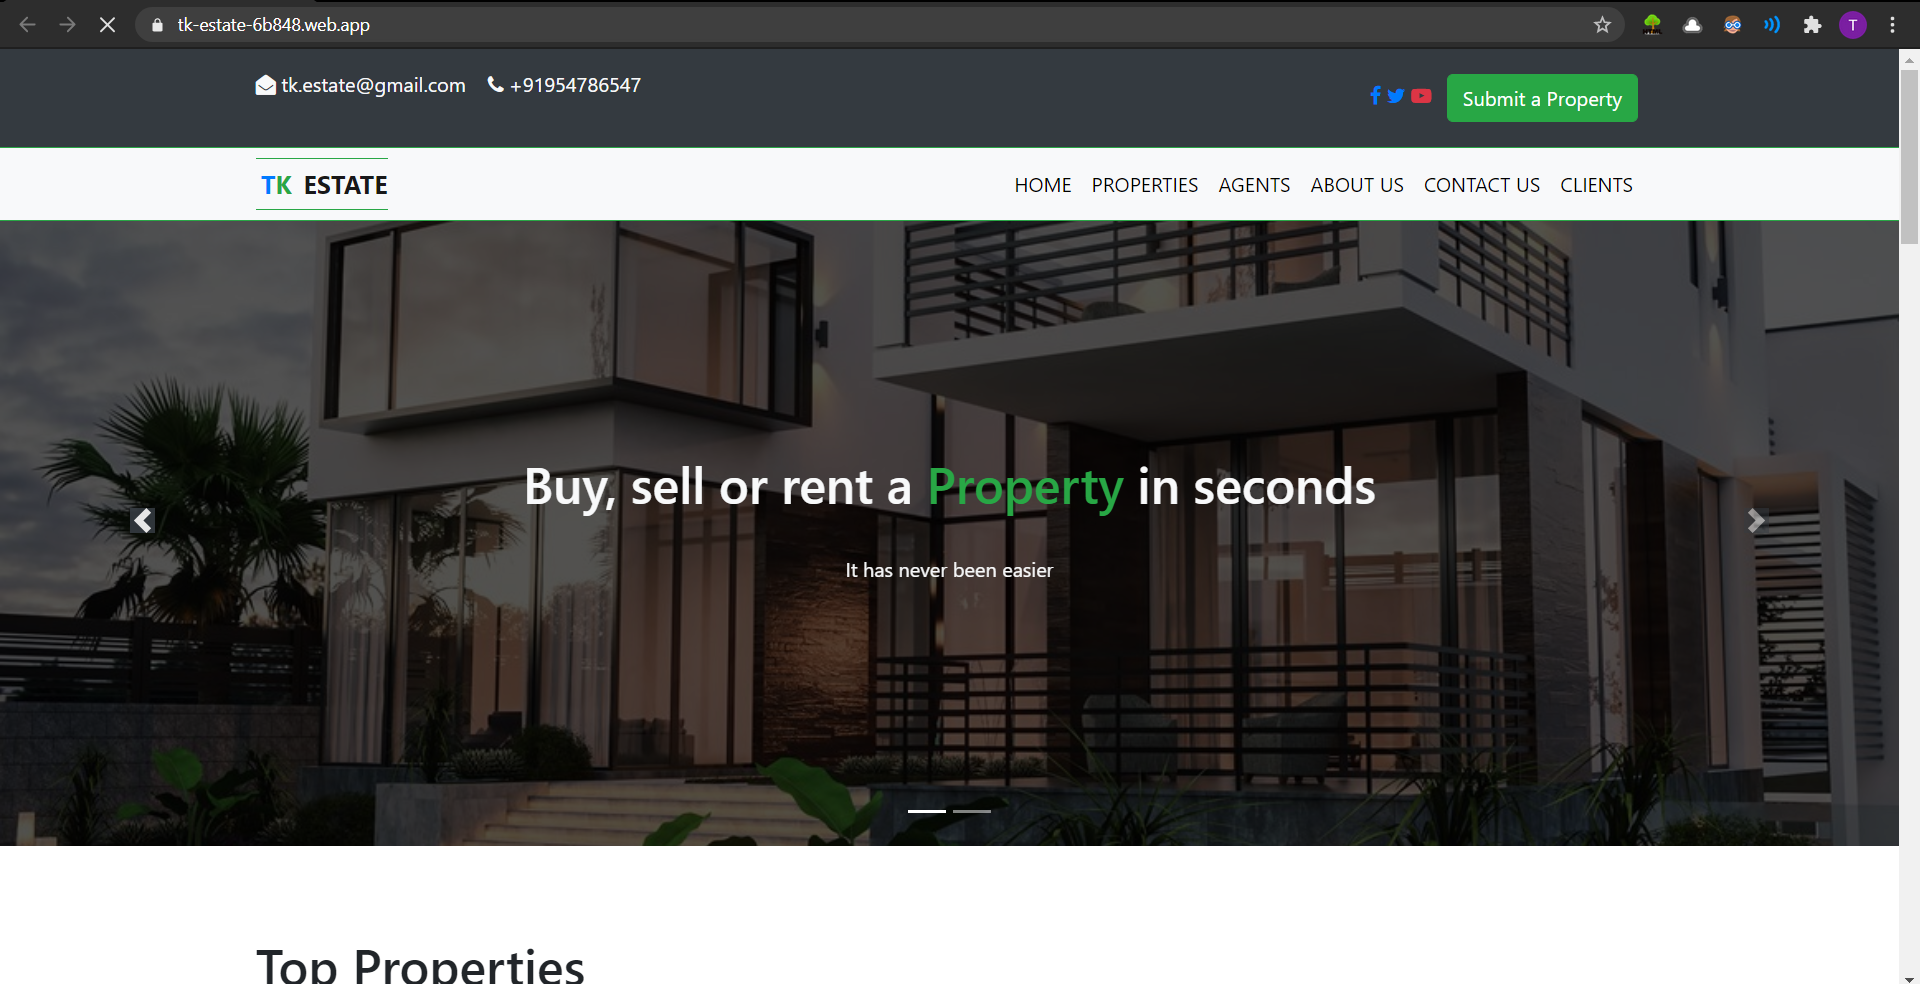 tk-estate-6b848.web.app
T
tk.estate@gmail.com +91954786547
Submit a Property
TK ESTATE
HOME PROPERTIES AGENTS ABOUT US CONTACT US CLIENTS
Buy, sell or rent a Property in seconds
It has never been easier
Top Properties